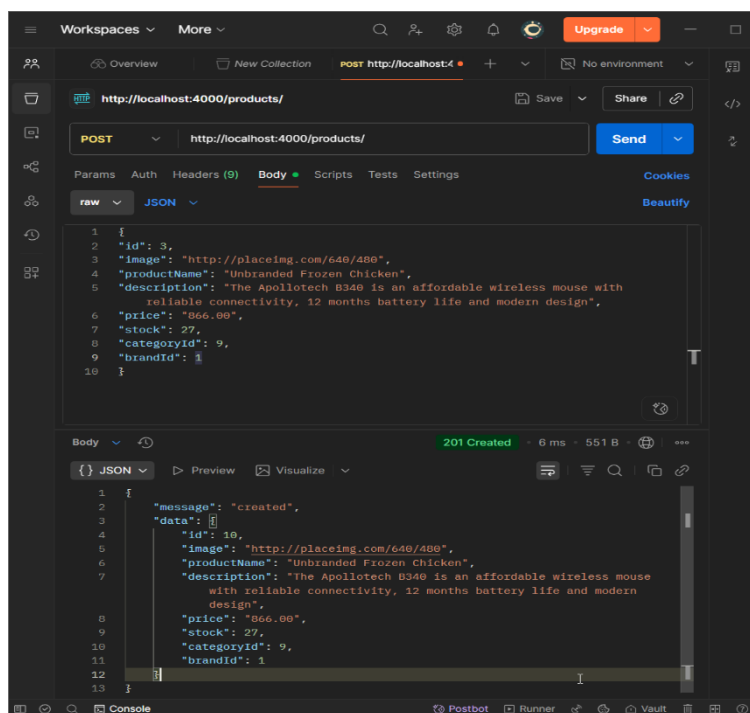 Workspaces More Upgrade
Overview New Collection POST http://localhost:4 No environment
HTTP http://localhost:4000/products/ Save Share
POST http://localhost:4000/products/ Send
Params Auth Headers (9) Body Scripts Tests Settings Cookies
raw JSON Beautify
1 {
2 "id": 3,
3 "image": "http://placeimg.com/640/480",
4 "productName": "Unbranded Frozen Chicken",
5 "description": "The Apollotech B340 is an affordable wireless mouse with
reliable connectivity, 12 months battery life and modern design",
6 "price": "866.00",
7 "stock": 27,
8 "categoryId": 9,
9 "brandId": 1
10 }
Body 201 Created 6 ms 551 B
{} JSON Preview Visualize
1 {
2 "message": "created",
3 "data": {
4 "id": 10,
5 "image": "http://placeimg.com/640/480",
6 "productName": "Unbranded Frozen Chicken",
7 "description": "The Apollotech B340 is an affordable wireless mouse
with reliable connectivity, 12 months battery life and modern
design",
8 "price": "866.00",
9 "stock": 27,
10 "categoryId": 9,
11 "brandId": 1
12 }
13 }
Console Postbot Runner Vault